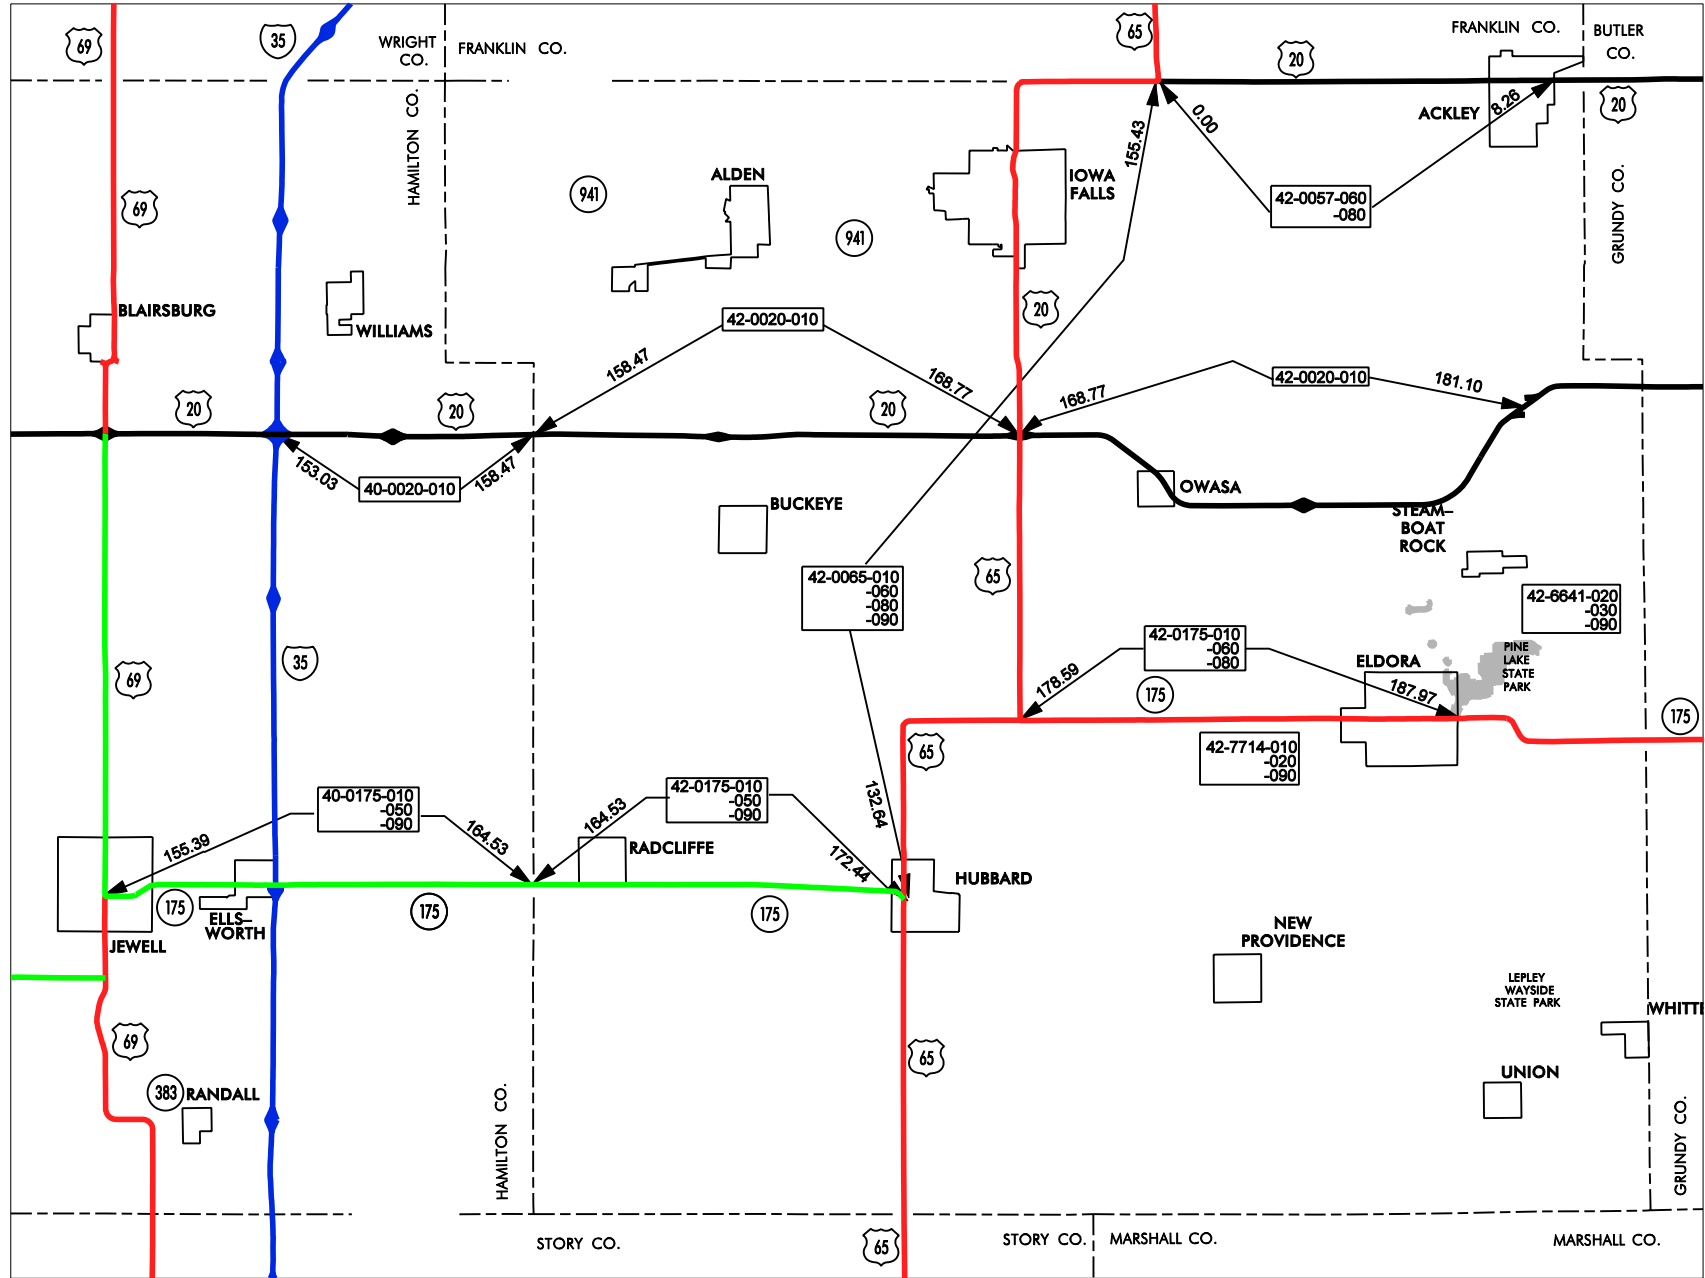 69
35
WRIGHT
CO.
FRANKLIN CO.
65
20
FRANKLIN CO.
BUTLER
CO.
HAMILTON CO.
ACKLEY
8.26
20
0.00
155.43
941
ALDEN
IOWA
FALLS
42-0057-060
-080
GRUNDY CO.
69
941
BLAIRSBURG
WILLIAMS
42-0020-010
20
158.47
168.77
168.77
42-0020-010
181.10
20
20
20
153.03
40-0020-010
158.47
BUCKEYE
OWASA
STEAM-
BOAT
ROCK
42-0065-010
-060
-080
-090
65
42-6641-020
-030
-090
42-0175-010
-060
-080
PINE
LAKE
STATE
PARK
ELDORA
69
35
178.59
175
187.97
175
65
42-7714-010
-020
-090
40-0175-010
-050
-090
42-0175-010
-050
-090
132.64
155.39
164.53
164.53
RADCLIFFE
172.44
HUBBARD
175
ELLS-
WORTH
175
175
JEWELL
NEW
PROVIDENCE
LEPLEY
WAYSIDE
STATE PARK
WHITTE
69
65
383
RANDALL
UNION
HAMILTON CO.
GRUNDY CO.
STORY CO.
65
STORY CO.
MARSHALL CO.
MARSHALL CO.